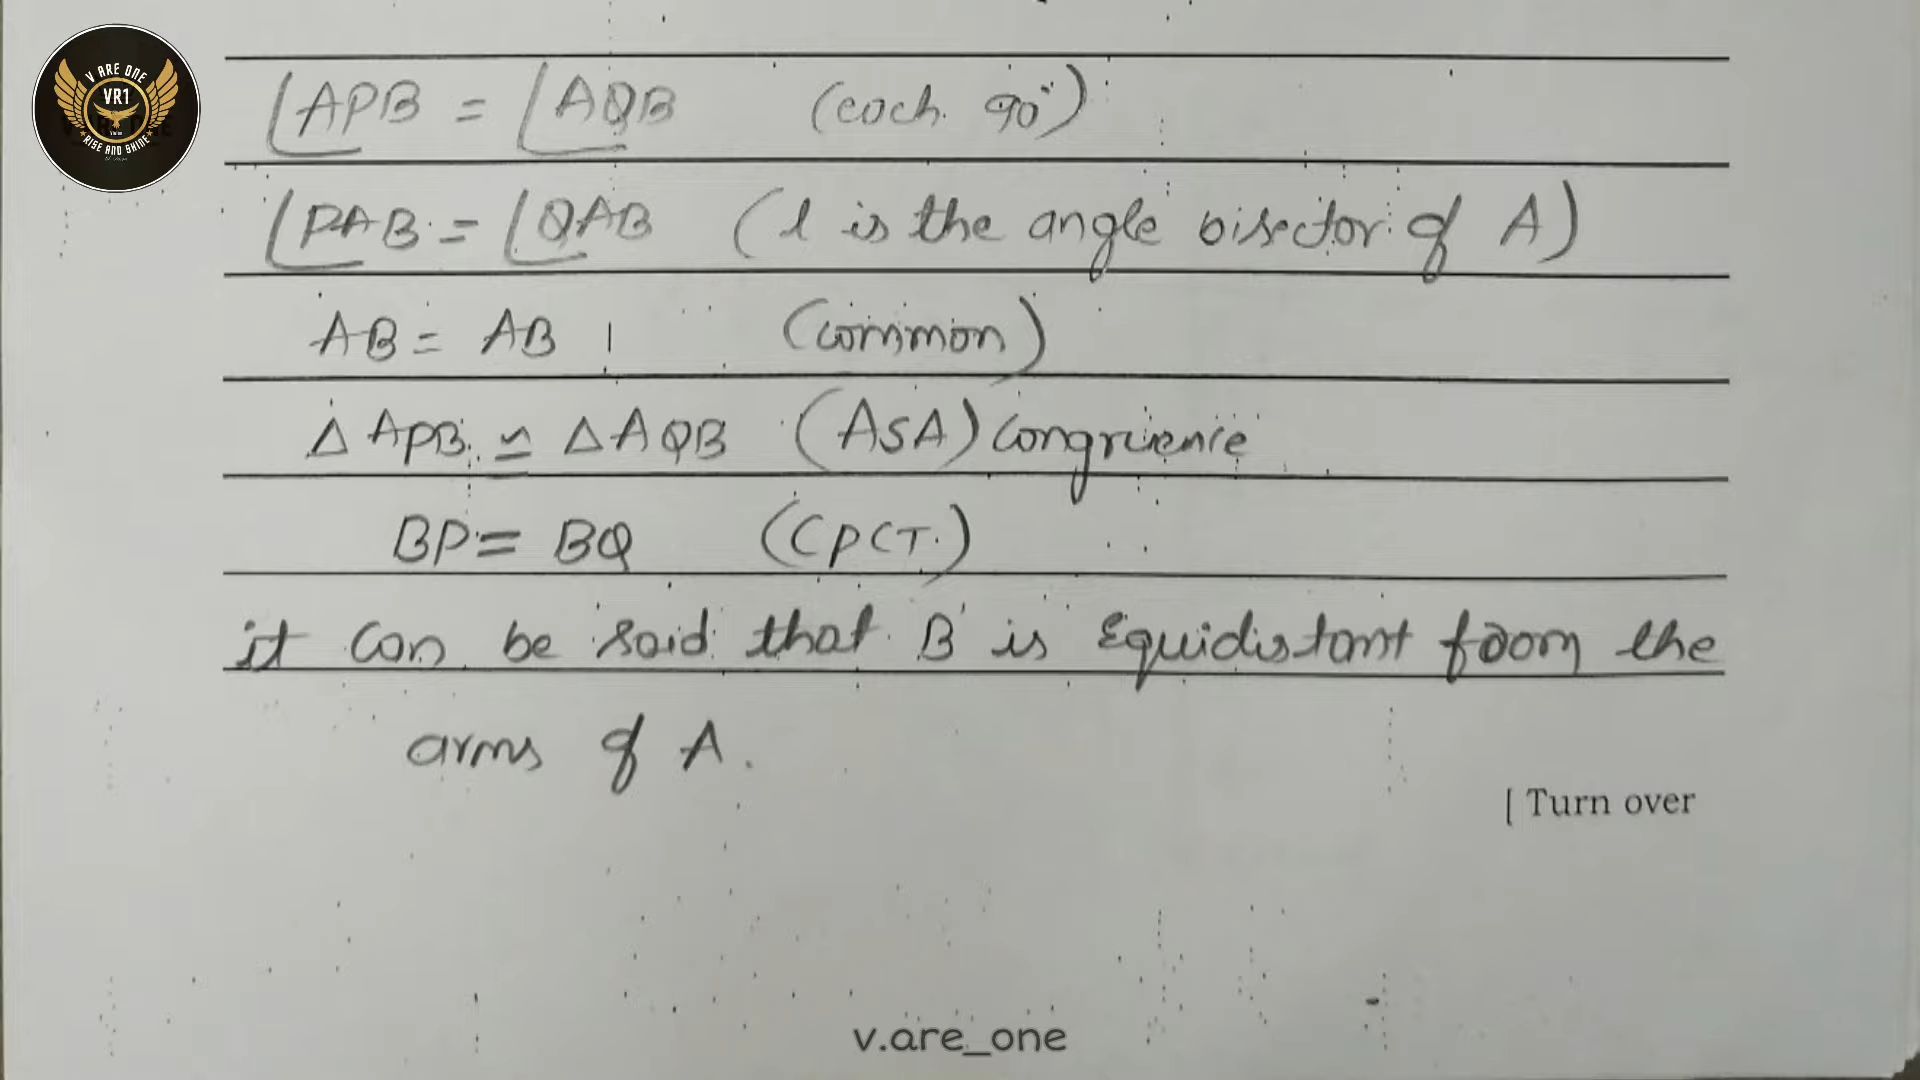 V ARE ONE
VR1
RISE AND SHINE
∠APB = ∠AQB (each 90°)
∠PAB = ∠QAB (l is the angle bisector of A)
AB = AB (common)
Δ APB ≅ Δ AQB (ASA) Congruence
BP = BQ (CPCT.)
it can be said that B is Equidistant from the
arms of A.
[ Turn over
v.are_one